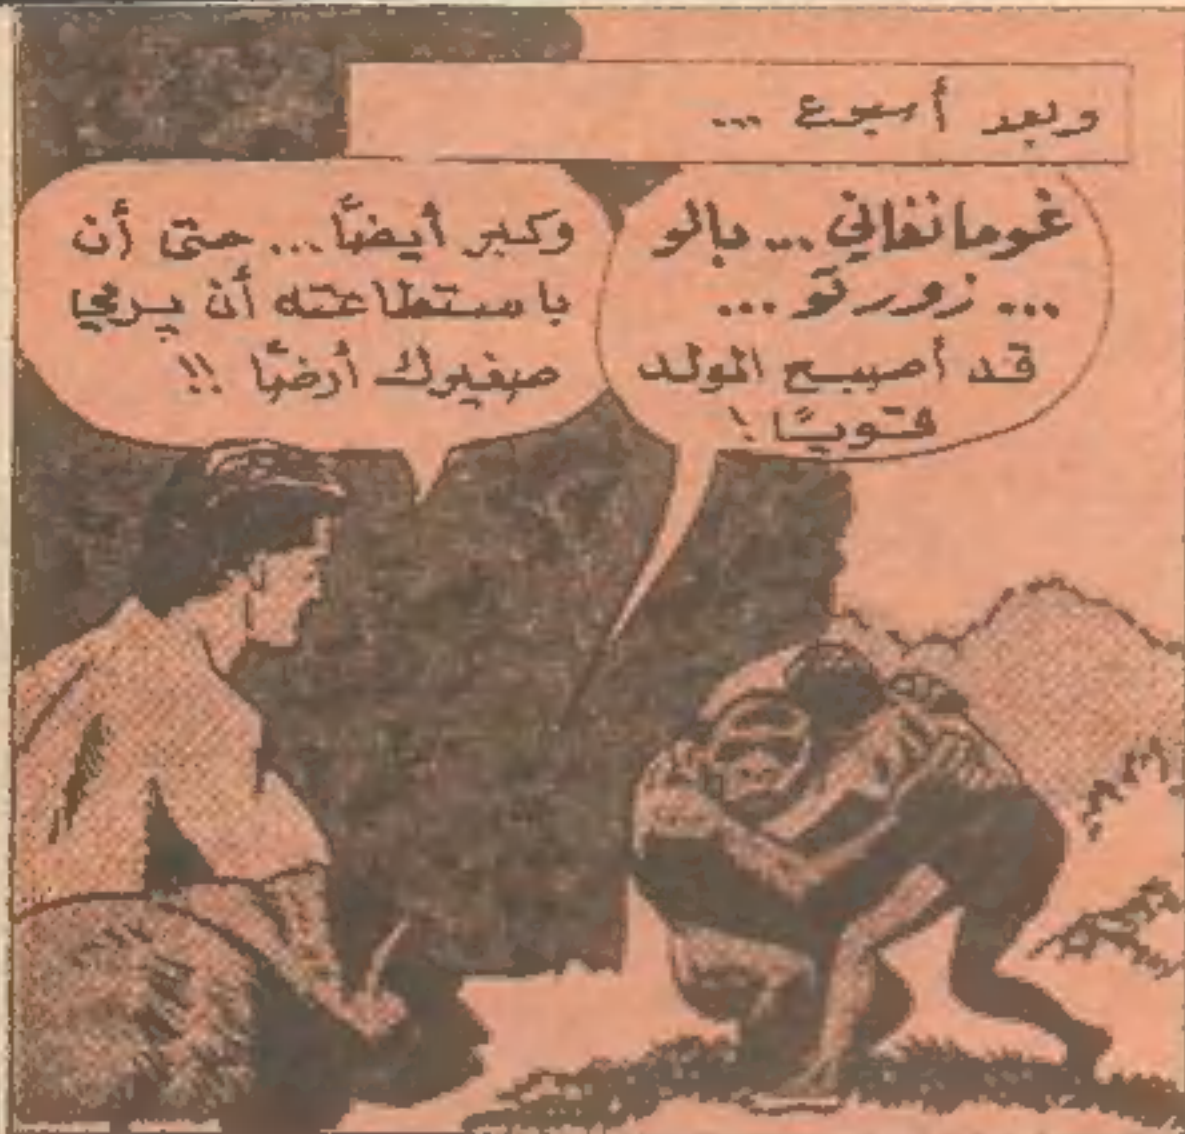 وبعد أسبوع ...
غومانغاني ... بالو
... زورتو ...
قد أصبح الولد
قويًا !
وكبر أيضًا ... حتى أن
باستطاعته أن يرمي
صغيرك أرضًا !!